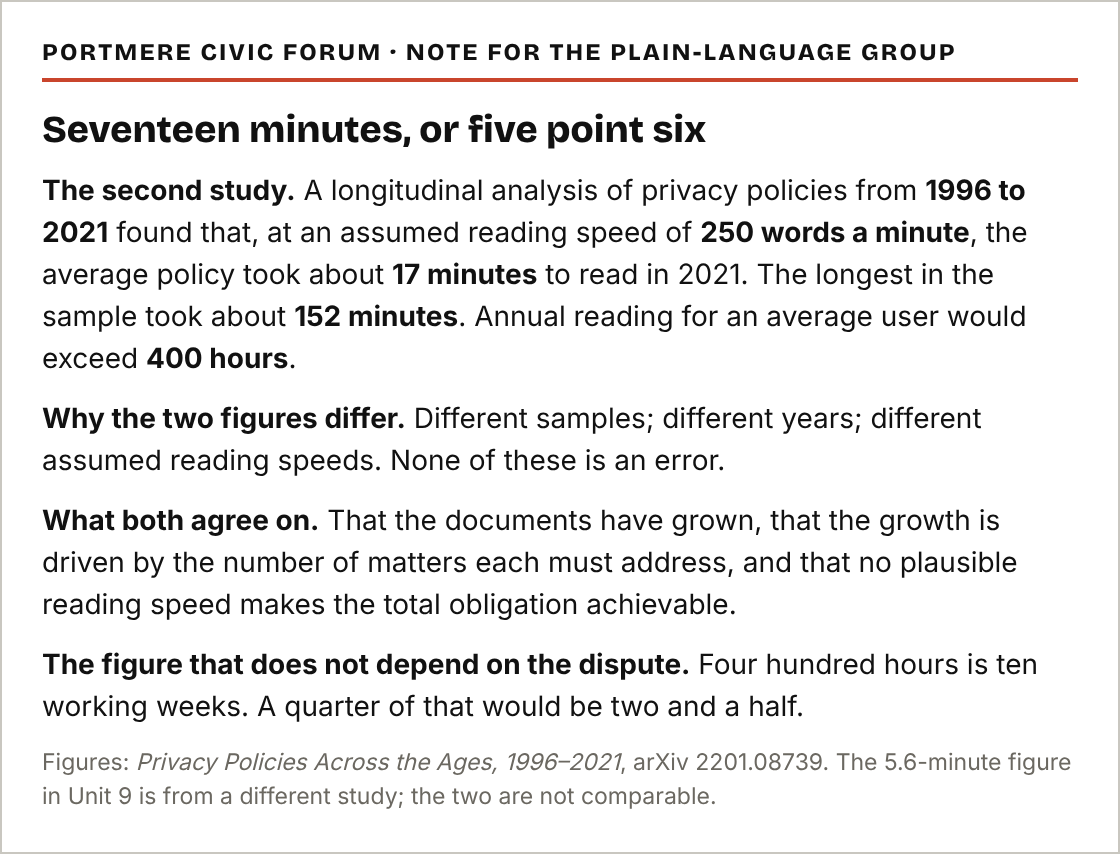 PORTMERE CIVIC FORUM · NOTE FOR THE PLAIN-LANGUAGE GROUP
Seventeen minutes, or five point six
The second study. A longitudinal analysis of privacy policies from 1996 to
2021 found that, at an assumed reading speed of 250 words a minute, the
average policy took about 17 minutes to read in 2021. The longest in the
sample took about 152 minutes. Annual reading for an average user would
exceed 400 hours.
Why the two figures differ. Different samples; different years; different
assumed reading speeds. None of these is an error.
What both agree on. That the documents have grown, that the growth is
driven by the number of matters each must address, and that no plausible
reading speed makes the total obligation achievable.
The figure that does not depend on the dispute. Four hundred hours is ten
working weeks. A quarter of that would be two and a half.
Figures: Privacy Policies Across the Ages, 1996–2021, arXiv 2201.08739. The 5.6-minute figure
in Unit 9 is from a different study; the two are not comparable.